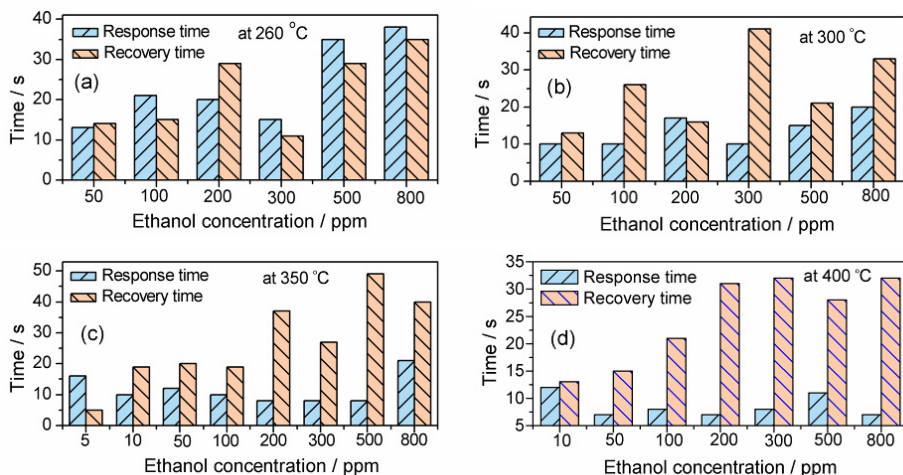 40
30
20
10
0
Time / s
Response time
Recovery time
at 260 °C
(a)
50 100 200 300 500 800
Ethanol concentration / ppm
40
30
20
10
0
Time / s
Response time
Recovery time
at 300 °C
(b)
50 100 200 300 500 800
Ethanol concentration / ppm
50
40
30
20
10
0
Time / s
Response time
Recovery time
at 350 °C
(c)
5 10 50 100 200 300 500 800
Ethanol concentration / ppm
35
30
25
20
15
10
5
Time / s
Response time
Recovery time
at 400 °C
(d)
10 50 100 200 300 500 800
Ethanol concentration / ppm